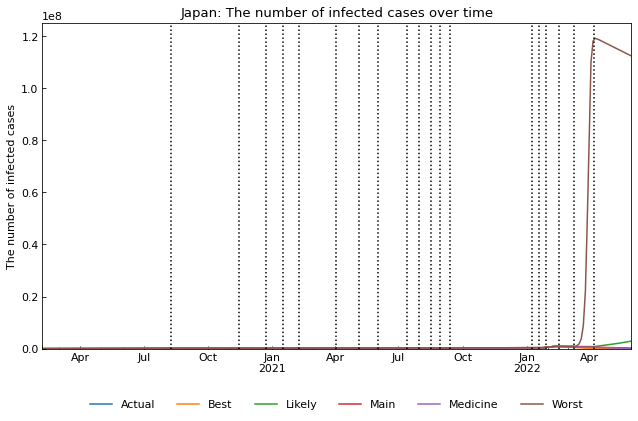 Japan: The number of infected cases over time
1e8
The number of infected cases
1.2
1.0
0.8
0.6
0.4
0.2
0.0
Apr Jul Oct Jan Apr Jul Oct Jan Apr
2021 2022
Actual Best Likely Main Medicine Worst